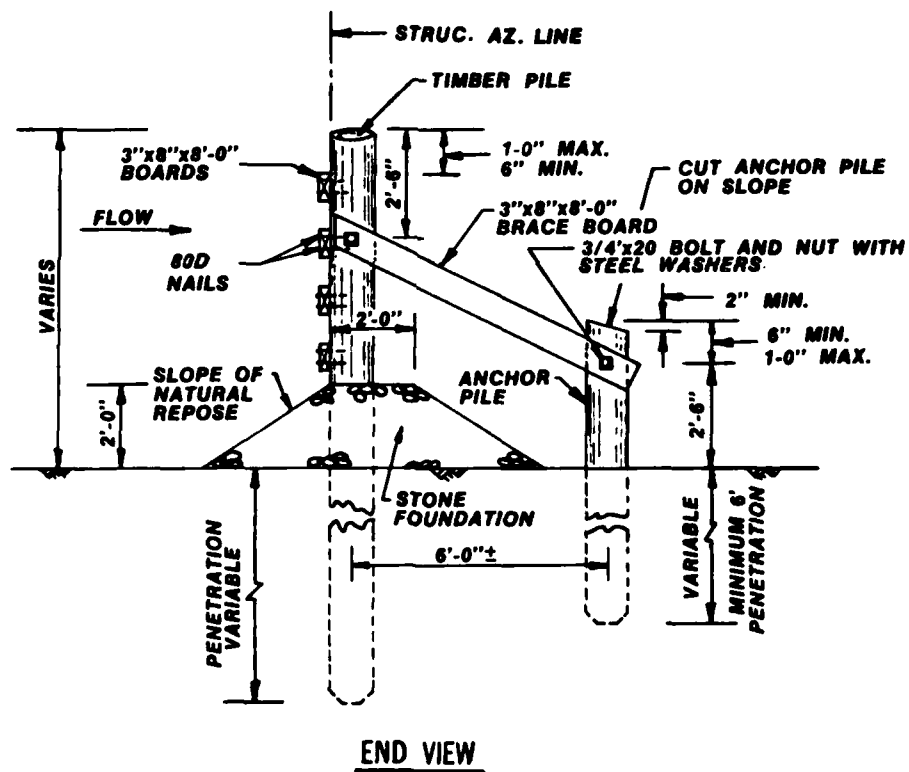 STRUC. AZ. LINE
TIMBER PILE
3"x8"x8'-0"
BOARDS
1-0" MAX.
6" MIN.
2'-6"
CUT ANCHOR PILE
ON SLOPE
3"x8"x8'-0"
BRACE BOARD
FLOW
3/4'x20 BOLT AND NUT WITH
STEEL WASHERS.
60D
NAILS
VARIES
2" MIN.
2'-0"
6" MIN.
1-0" MAX.
SLOPE OF
NATURAL
REPOSE
ANCHOR
PILE
2'-0"
2'-6"
STONE
FOUNDATION
6'-0"±
PENETRATION
VARIABLE
VARIABLE
MINIMUM 6'
PENETRATION
END VIEW